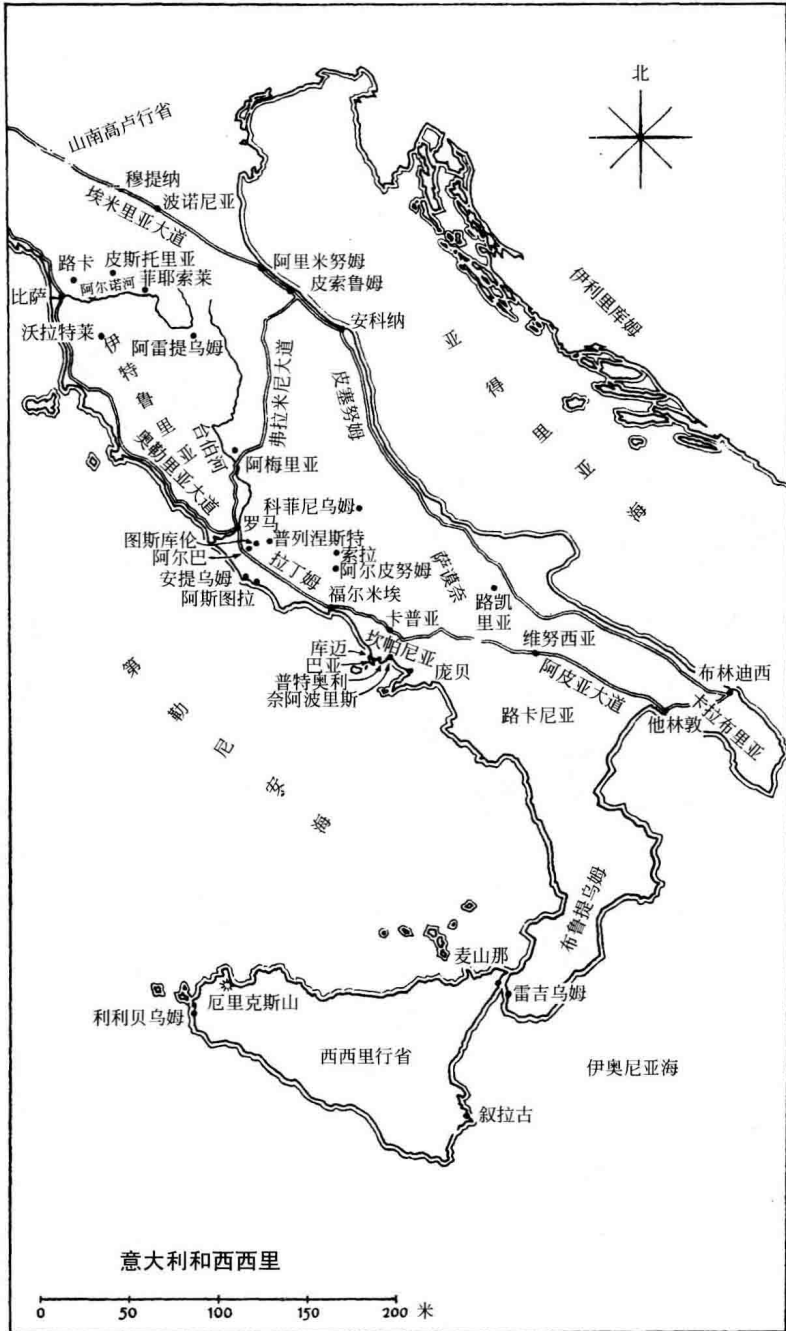 北
山南高卢行省
穆提纳
波诺尼亚
埃米里亚大道
阿里米努姆
皮索鲁姆
路卡
皮斯托里亚
阿尔诺河
菲耶索莱
比萨
安科纳
伊利里库姆
沃拉特莱
阿雷提乌姆
伊特鲁里亚
弗拉米尼大道
皮塞努姆
亚得里亚海
台伯河
奥勒里亚大道
阿梅里亚
科菲尼乌姆
罗马
图斯库伦
普列涅斯特
阿尔巴
索拉
拉丁姆
阿尔皮努姆
萨谟奈
安提乌姆
阿斯图拉
福尔米埃
路凯里亚
卡普亚
维努西亚
库迈
坎帕尼亚
巴亚
普特奥利
奈阿波里斯
庞贝
阿皮亚大道
布林迪西
卡拉布里亚
他林敦
路卡尼亚
第勒尼安海
布鲁提乌姆
麦山那
雷吉乌姆
厄里克斯山
利利贝乌姆
西西里行省
伊奥尼亚海
叙拉古
意大利和西西里
0 50 100 150 200 米